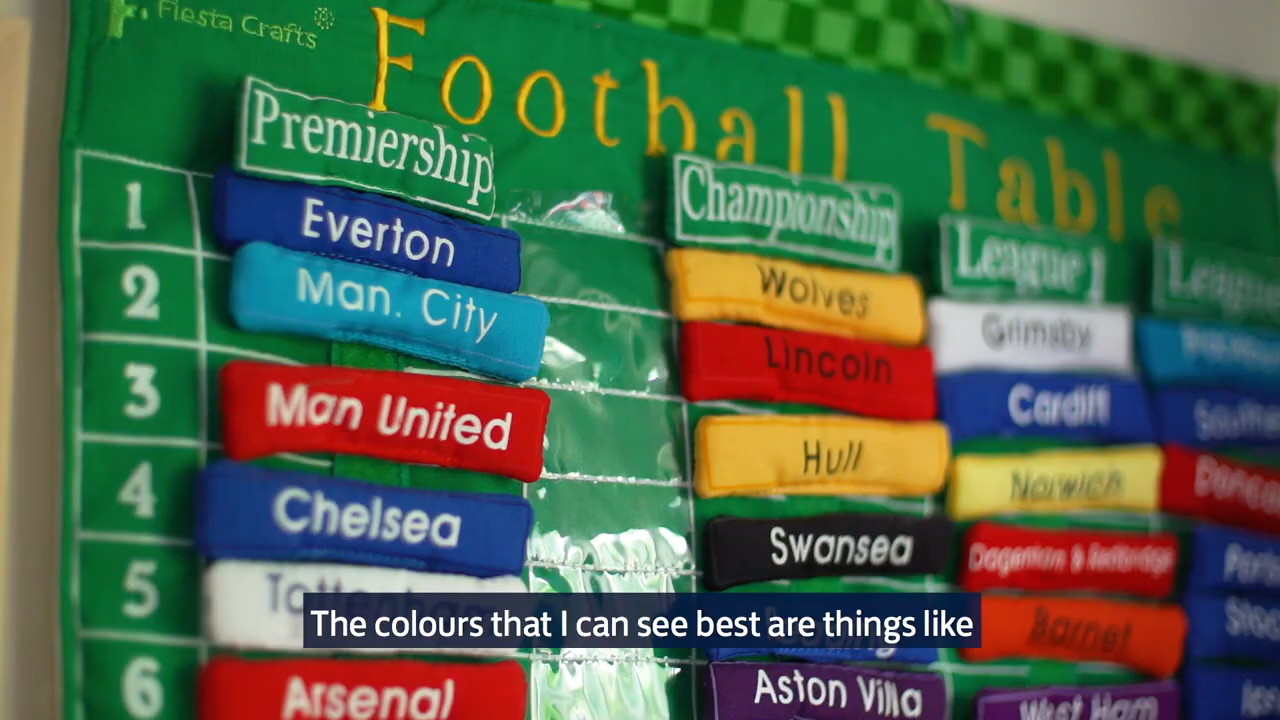 Fiesta Crafts
Football Table
Premiership
Championship
League 1
League
1
Everton
Wolves
Grimsby
2
Man. City
Lincoln
Cardiff
3
Man United
Hull
Norwich
4
Chelsea
Swansea
Dagenham & Redbridge
5
Tottenham
Barnet
6
Arsenal
Aston Villa
West Ham
The colours that I can see best are things like